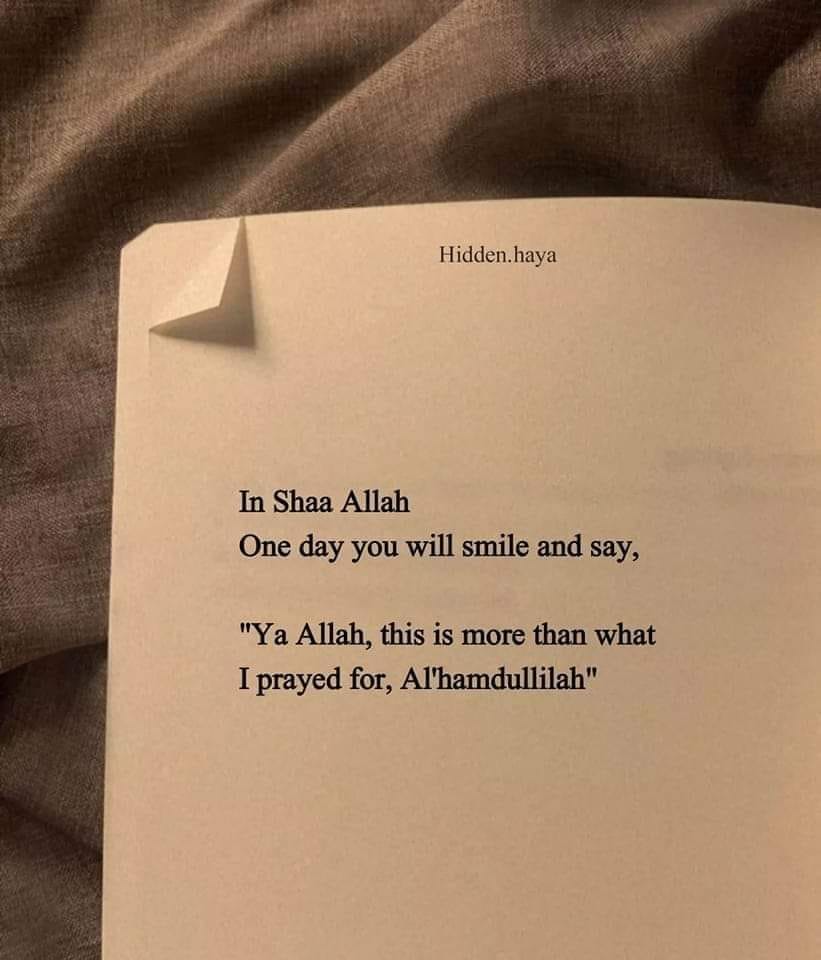 Hidden.haya
In Shaa Allah
One day you will smile and say,
"Ya Allah, this is more than what
I prayed for, Al'hamdullilah"